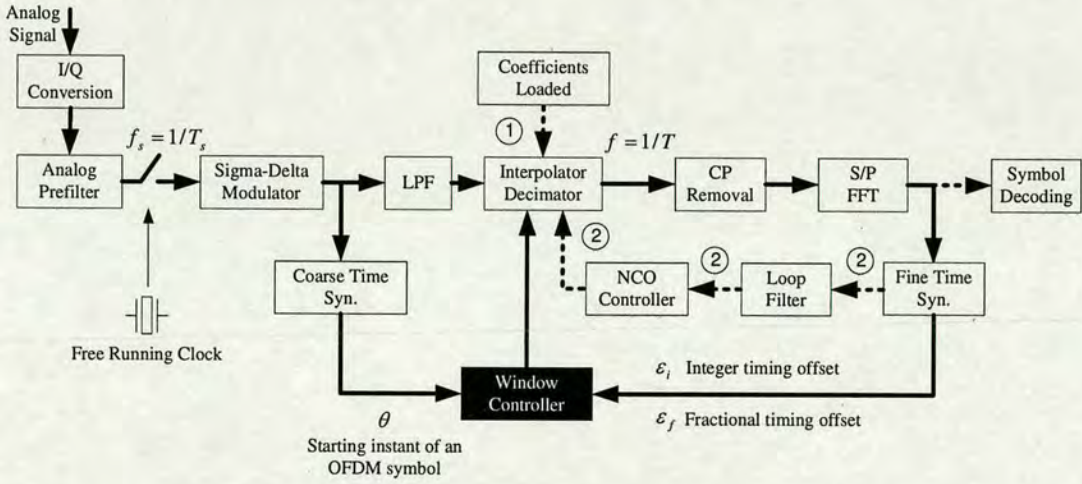 Analog
Signal
I/Q
Conversion
Coefficients
Loaded
1
f_s = 1/T_s
f = 1/T
Analog
Prefilter
Sigma-Delta
Modulator
LPF
Interpolator
Decimator
CP
Removal
S/P
FFT
Symbol
Decoding
2
2
2
Coarse Time
Syn.
NCO
Controller
Loop
Filter
Fine Time
Syn.
Free Running Clock
Window
Controller
ε_i Integer timing offset
ε_f Fractional timing offset
θ
Starting instant of an
OFDM symbol